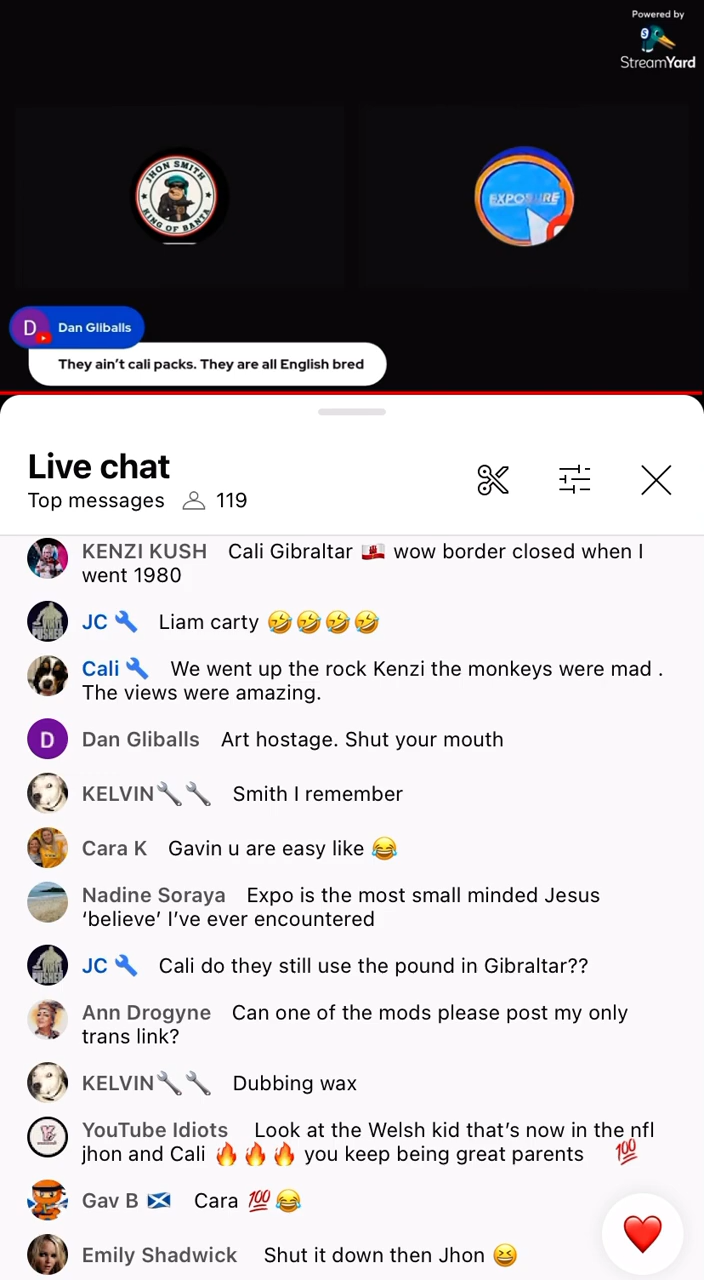 Powered by
StreamYard
JHON SMITH
KING OF BANTA
EXPOSURE
D Dan Gliballs
They ain't cali packs. They are all English bred
Live chat
Top messages 119
KENZI KUSH Cali Gibraltar 🇬🇮 wow border closed when I
went 1980
JC 🔧 Liam carty 🤣🤣🤣🤣
Cali 🔧 We went up the rock Kenzi the monkeys were mad .
The views were amazing.
D Dan Gliballs Art hostage. Shut your mouth
KELVIN🔧🔧 Smith I remember
Cara K Gavin u are easy like 😂
Nadine Soraya Expo is the most small minded Jesus
‘believe’ I’ve ever encountered
JC 🔧 Cali do they still use the pound in Gibraltar??
Ann Drogyne Can one of the mods please post my only
trans link?
KELVIN🔧🔧 Dubbing wax
YouTube Idiots Look at the Welsh kid that’s now in the nfl
jhon and Cali 🔥🔥🔥 you keep being great parents 💯
Gav B 🏴󠁧󠁢󠁳󠁣󠁴󠁿 Cara 💯😂
Emily Shadwick Shut it down then Jhon 😆